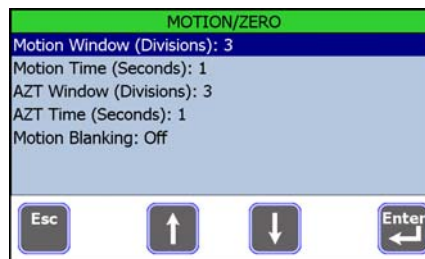 MOTION/ZERO
Motion Window (Divisions): 3
Motion Time (Seconds): 1
AZT Window (Divisions): 3
AZT Time (Seconds): 1
Motion Blanking: Off
Esc
Enter